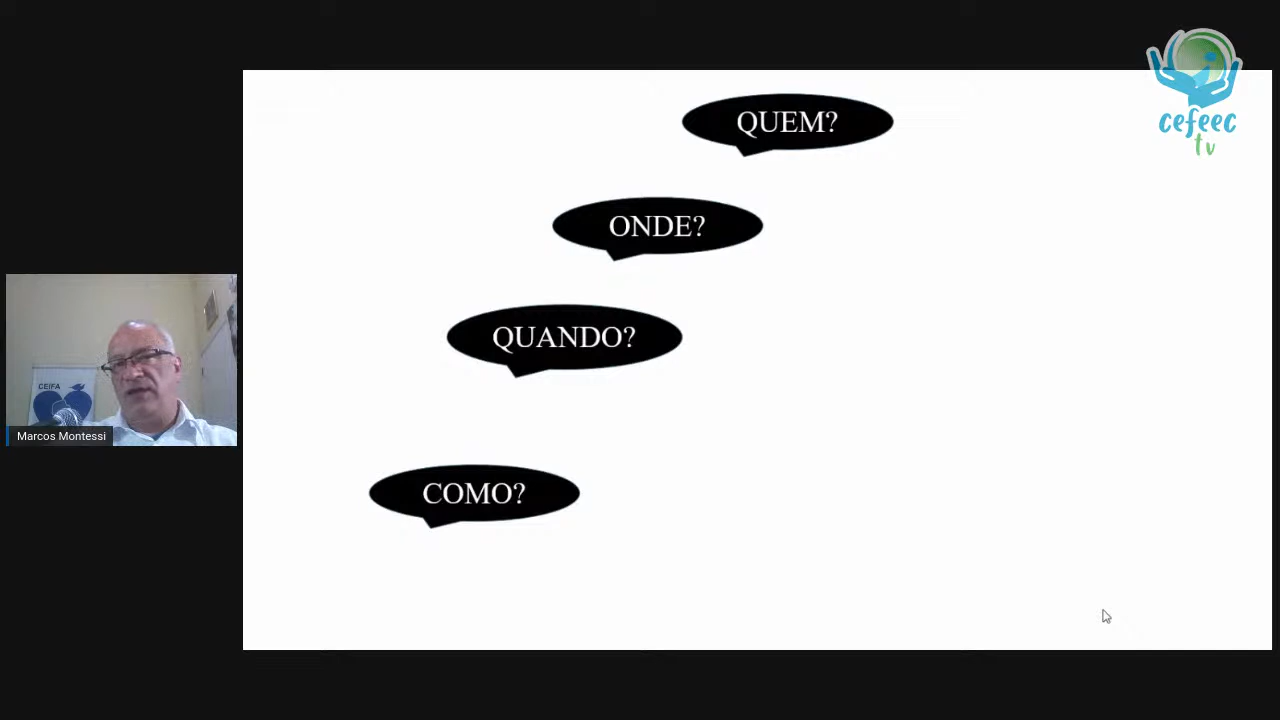 QUEM?
cefeec
tv
ONDE?
QUANDO?
CEIFA
Marcos Montessi
COMO?